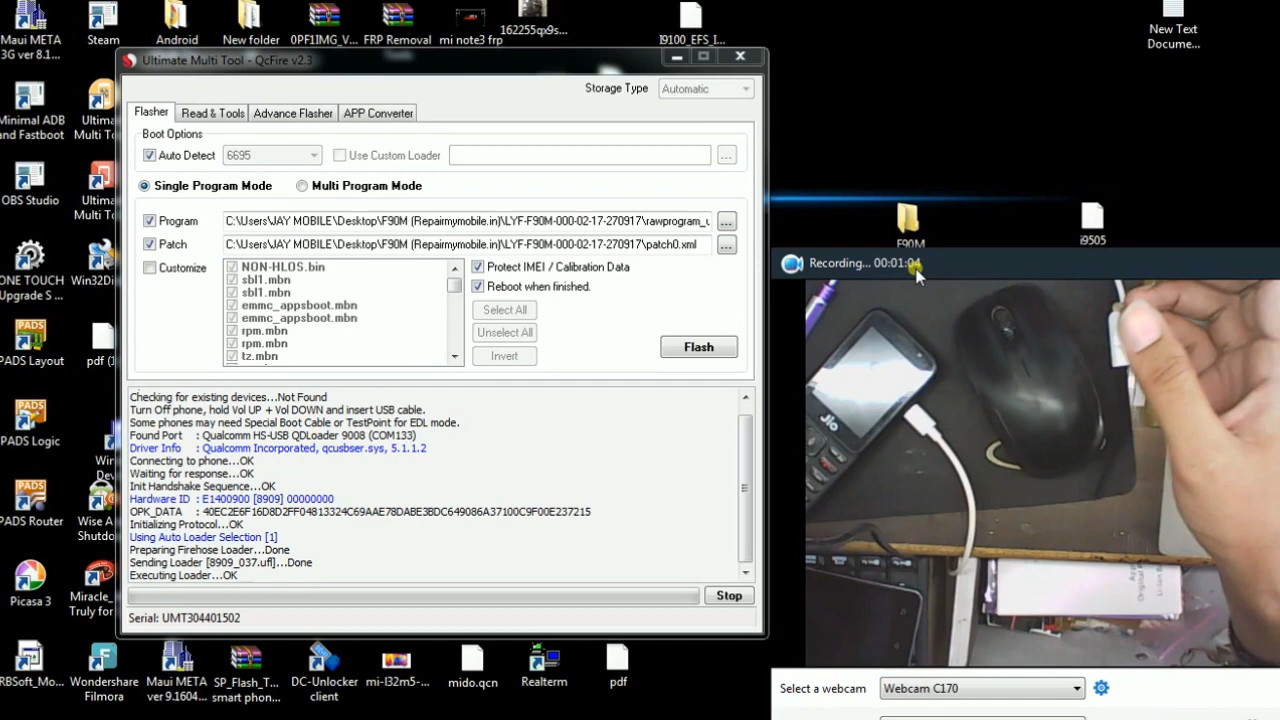 Maui META
3G ver 8.1...
Steam
Android
New folder
0PF1IMG_V...
FRP Removal
mi note3 frp
162255qx9s...
I9100_EFS_I...
New Text
Docume...
Ultimate Multi Tool - QcFire v2.3
Storage Type
Automatic
Flasher
Read & Tools
Advance Flasher
APP Converter
Boot Options
Auto Detect
6695
Use Custom Loader
...
Single Program Mode
Multi Program Mode
Program
C:\Users\JAY MOBILE\Desktop\F90M (Repairmymobile.in)\LYF-F90M-000-02-17-270917\rawprogram_u
...
Patch
C:\Users\JAY MOBILE\Desktop\F90M (Repairmymobile.in)\LYF-F90M-000-02-17-270917\patch0.xml
...
Customize
NON-HLOS.bin
sbl1.mbn
sbl1.mbn
emmc_appsboot.mbn
emmc_appsboot.mbn
rpm.mbn
rpm.mbn
tz.mbn
Protect IMEI / Calibration Data
Reboot when finished.
Select All
Unselect All
Invert
Flash
Checking for existing devices...Not Found
Turn Off phone, hold Vol UP + Vol DOWN and insert USB cable.
Some phones may need Special Boot Cable or TestPoint for EDL mode.
Found Port : Qualcomm HS-USB QDLoader 9008 (COM133)
Driver Info : Qualcomm Incorporated, qcusbser.sys, 5.1.1.2
Connecting to phone...OK
Waiting for response...OK
Init Handshake Sequence...OK
Hardware ID : E1400900 [8909] 00000000
OPK_DATA : 40EC2E6F16D8D2FF04813324C69AAE78DABE3BDC649086A37100C9F00E237215
Initializing Protocol...OK
Using Auto Loader Selection [1]
Preparing Firehose Loader...Done
Sending Loader [8909_037.ufl]...Done
Executing Loader...OK
Stop
Serial: UMT304401502
Minimal ADB
and Fastboot
Ultima
Multi T
OBS Studio
Ultima
Multi T
ONE TOUCH
Upgrade S ...
Win32Di
PADS Layout
pdf (
PADS Logic
Win
De
PADS Router
Wise A
Shutdo
Picasa 3
Miracle_
Truly for
RBSoft_Mo...
Wondershare
Filmora
Maui META
ver 9.1604...
SP_Flash_T...
smart phon...
DC-Unlocker
client
mi-l32m5-...
mido.qcn
Realterm
pdf
F90M
i9505
Recording... 00:01:04
Jio
Select a webcam
Webcam C170